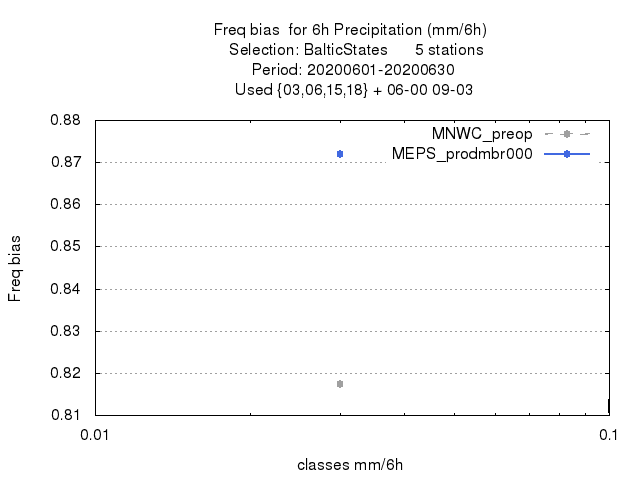 Freq bias  for 6h Precipitation (mm/6h)
Selection: BalticStates      5 stations
Period: 20200601-20200630
Used {03,06,15,18} + 06-00 09-03
MNWC_preop
MEPS_prodmbr000
0.88
0.87
0.86
0.85
0.84
0.83
0.82
0.81
Freq bias
0.01
0.1
classes mm/6h